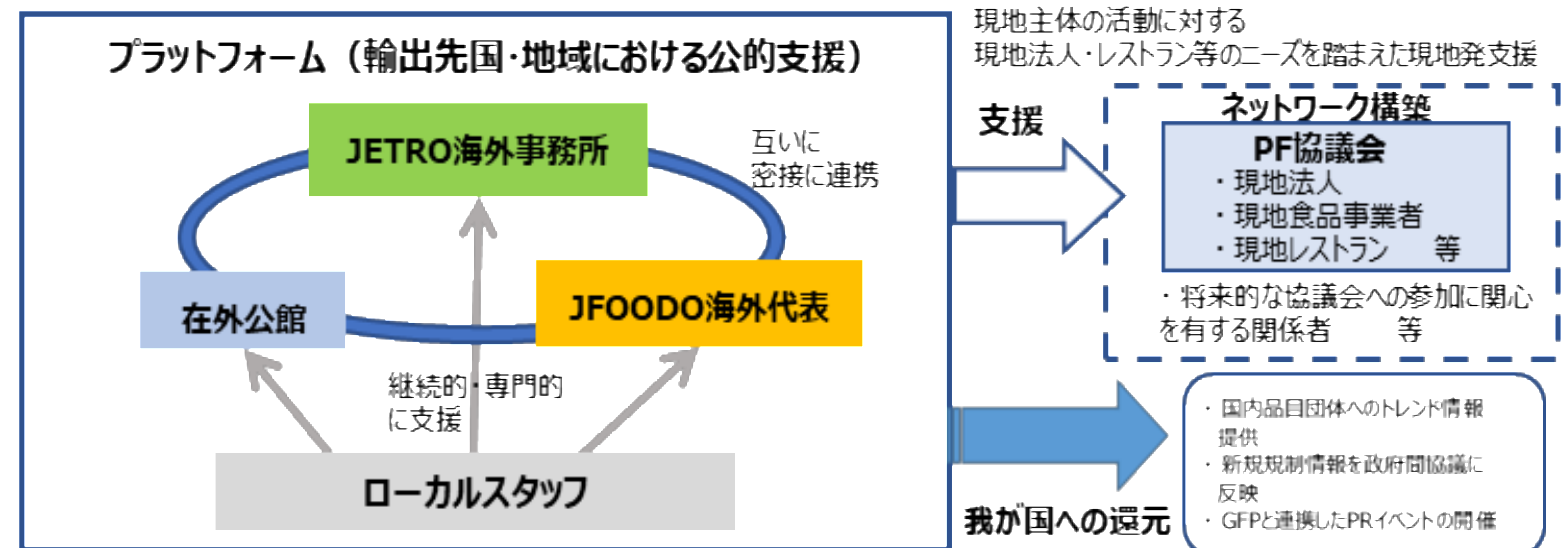 プラットフォーム（輸出先国・地域における公的支援）
JETRO海外事務所
互いに
密接に連携
在外公館
JFOODO海外代表
継続的・専門的
に支援
ローカルスタッフ
現地主体の活動に対する
現地法人・レストラン等のニーズを踏まえた現地発支援
支援
ネットワーク構築
PF協議会
・現地法人
・現地食品事業者
・現地レストラン　等
・将来的な協議会への参加に関心
を有する関係者　等
我が国への還元
・ 国内品目団体へのトレンド情報
提供
・ 新規規制情報を政府間協議に
反映
・ GFPと連携したPRイベントの開催